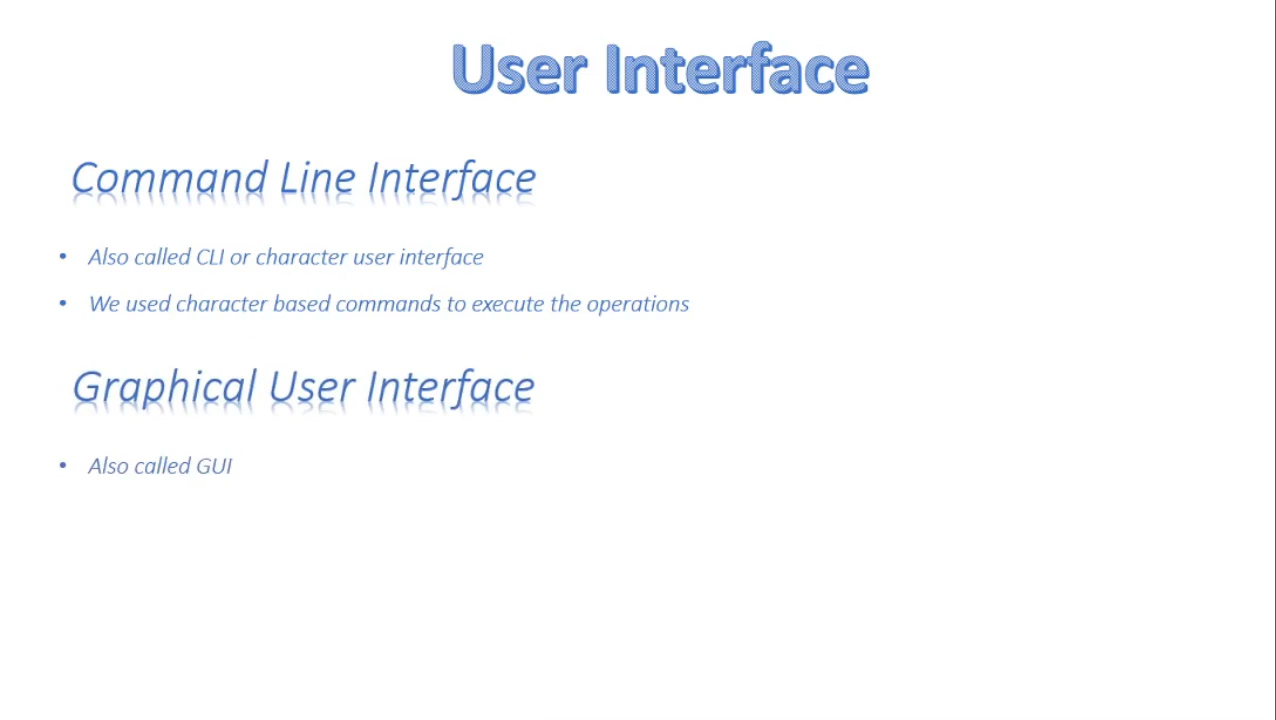 User Interface
Command Line Interface
• Also called CLI or character user interface
• We used character based commands to execute the operations
Graphical User Interface
• Also called GUI